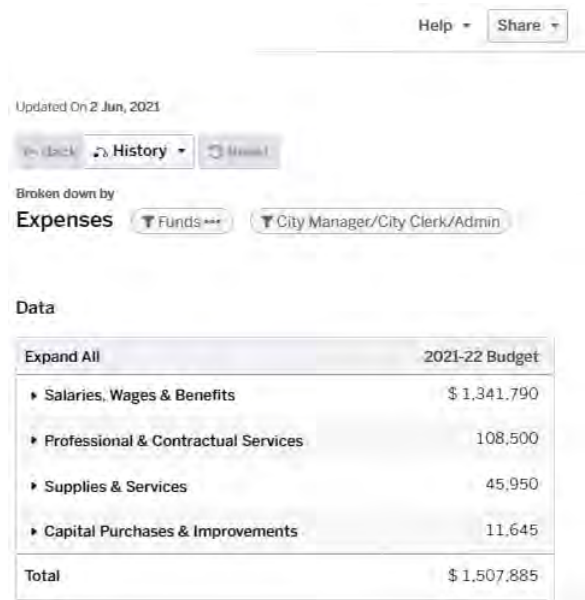 Help Share
Updated On 2 Jun, 2021
Back History Reset
Broken down by
Expenses Funds ••• City Manager/City Clerk/Admin
Data
Expand All 2021-22 Budget
Salaries, Wages & Benefits $ 1,341,790
Professional & Contractual Services 108,500
Supplies & Services 45,950
Capital Purchases & Improvements 11,645
Total $ 1,507,885